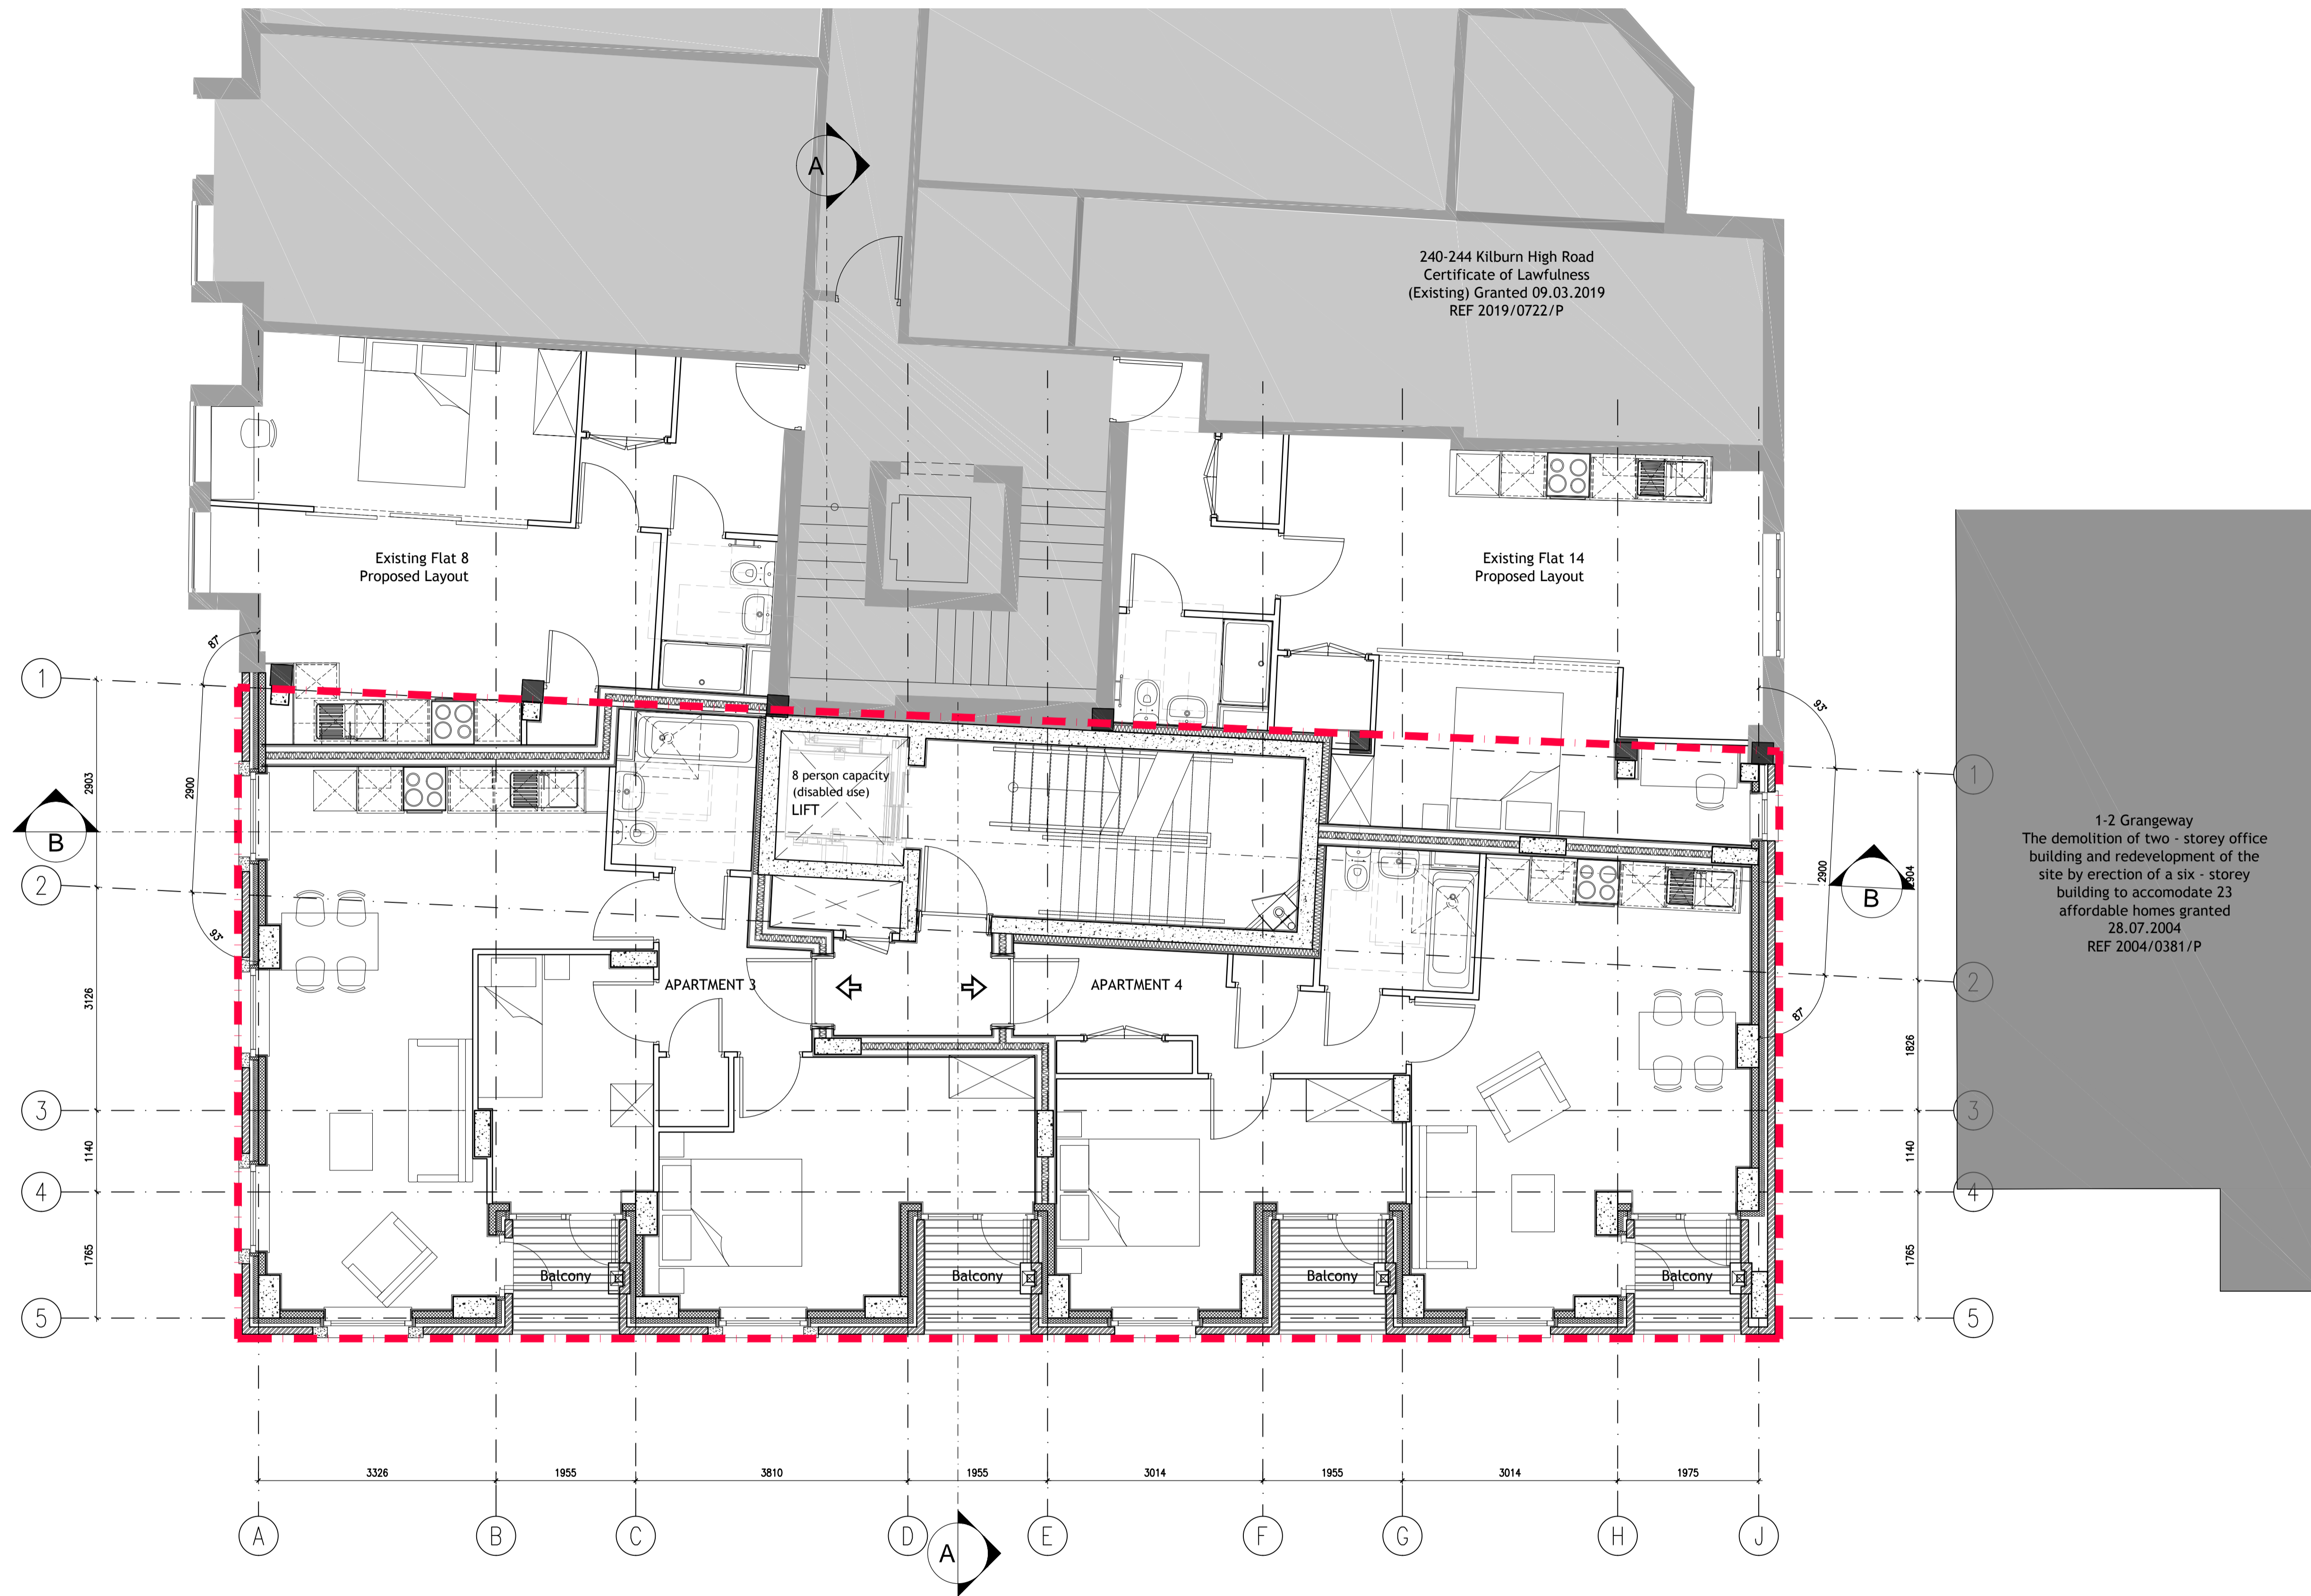 A
240-244 Kilburn High Road
Certificate of Lawfulness
(Existing) Granted 09.03.2019
REF 2019/0722/P
Existing Flat 8
Proposed Layout
Existing Flat 14
Proposed Layout
87°
1
93°
2903
2900
8 person capacity
(disabled use)
LIFT
1
B
2
93°
2900
2904
B
1-2 Grangeway
The demolition of two - storey office
building and redevelopment of the
site by erection of a six - storey
building to accomodate 23
affordable homes granted
28.07.2004
REF 2004/0381/P
APARTMENT 3
APARTMENT 4
2
87°
3126
1826
3
3
1140
1140
4
4
1765
1765
Balcony
Balcony
Balcony
Balcony
5
5
3326
1955
3810
1955
3014
1955
3014
1975
A
B
C
D
E
F
G
H
J
A